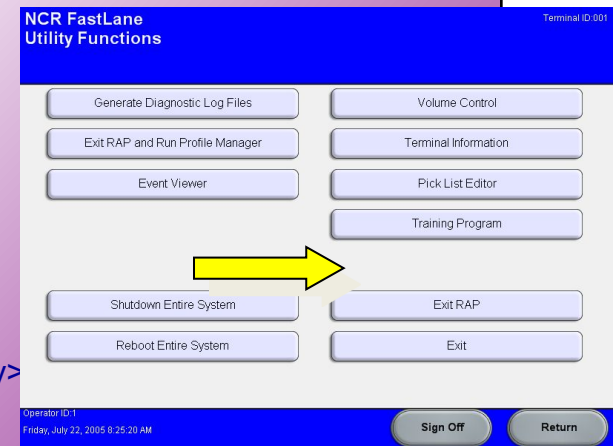 NCR FastLane
Utility Functions
Terminal ID:001
Generate Diagnostic Log Files
Volume Control
Exit RAP and Run Profile Manager
Terminal Information
Event Viewer
Pick List Editor
Training Program
Shutdown Entire System
Exit RAP
Reboot Entire System
Exit
y>
Operator ID:1
Friday, July 22, 2005 8:25:20 AM
Sign Off
Return